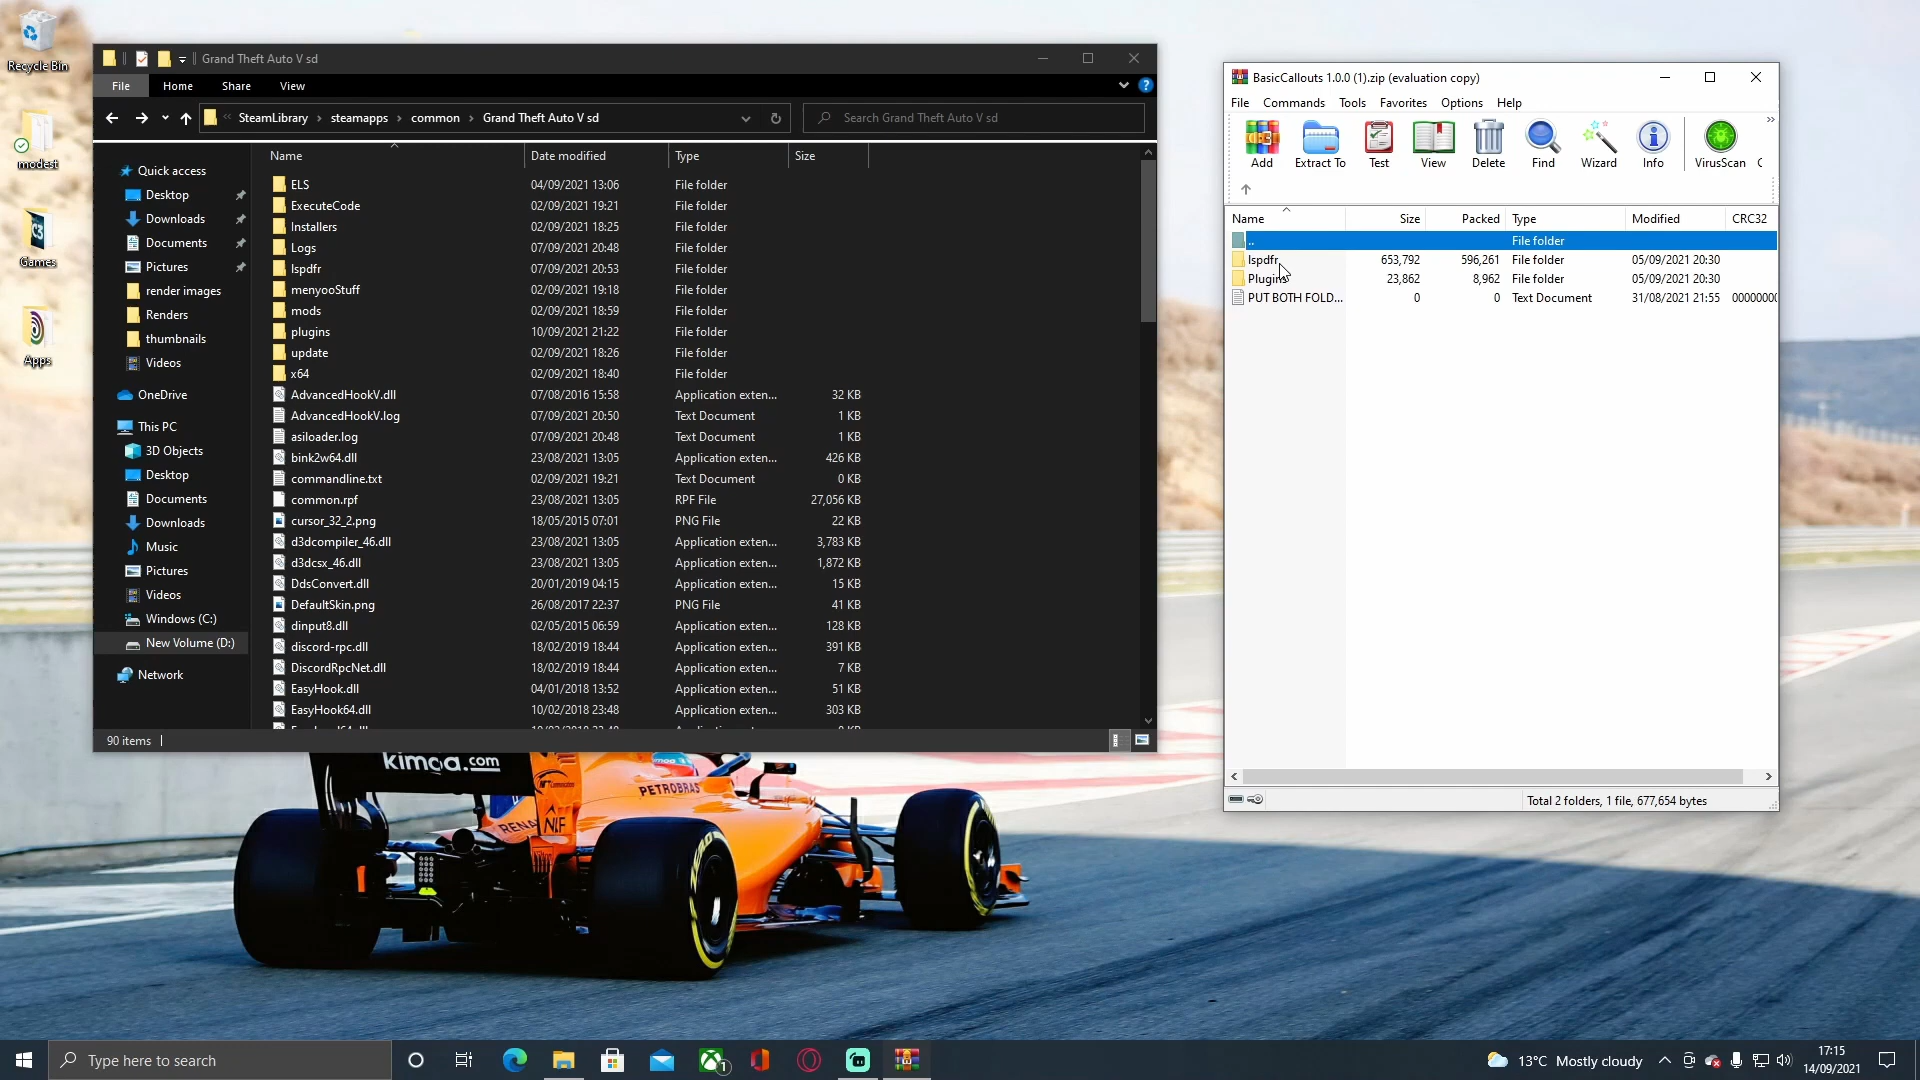 Recycle Bin
modest
Games
Apps
Grand Theft Auto V sd
File Home Share View
SteamLibrary steamapps common Grand Theft Auto V sd
Search Grand Theft Auto V sd
Quick access
Desktop
Downloads
Documents
Pictures
render images
Renders
thumbnails
Videos
OneDrive
This PC
3D Objects
Desktop
Documents
Downloads
Music
Pictures
Videos
Windows (C:)
New Volume (D:)
Network
Name Date modified Type Size
ELS 04/09/2021 13:06 File folder
ExecuteCode 02/09/2021 19:21 File folder
Installers 02/09/2021 18:25 File folder
Logs 07/09/2021 20:48 File folder
lspdfr 07/09/2021 20:53 File folder
menyooStuff 02/09/2021 19:18 File folder
mods 02/09/2021 18:59 File folder
plugins 10/09/2021 21:22 File folder
update 02/09/2021 18:26 File folder
x64 02/09/2021 18:40 File folder
AdvancedHookV.dll 07/08/2016 15:58 Application exten... 32 KB
AdvancedHookV.log 07/09/2021 20:50 Text Document 1 KB
asiloader.log 07/09/2021 20:48 Text Document 1 KB
bink2w64.dll 23/08/2021 13:05 Application exten... 426 KB
commandline.txt 02/09/2021 19:21 Text Document 0 KB
common.rpf 23/08/2021 13:05 RPF File 27,056 KB
cursor_32_2.png 18/05/2015 07:01 PNG File 22 KB
d3dcompiler_46.dll 23/08/2021 13:05 Application exten... 3,783 KB
d3dcsx_46.dll 23/08/2021 13:05 Application exten... 1,872 KB
DdsConvert.dll 20/01/2019 04:15 Application exten... 15 KB
DefaultSkin.png 26/08/2017 22:37 PNG File 41 KB
dinput8.dll 02/05/2015 06:59 Application exten... 128 KB
discord-rpc.dll 18/02/2019 18:44 Application exten... 391 KB
DiscordRpcNet.dll 18/02/2019 18:44 Application exten... 7 KB
EasyHook.dll 04/01/2018 13:52 Application exten... 51 KB
EasyHook64.dll 10/02/2018 23:48 Application exten... 303 KB
90 items
BasicCallouts 1.0.0 (1).zip (evaluation copy)
File Commands Tools Favorites Options Help
Add Extract To Test View Delete Find Wizard Info VirusScan C
Name Size Packed Type Modified CRC32
.. File folder
lspdfr 653,792 596,261 File folder 05/09/2021 20:30
Plugins 23,862 8,962 File folder 05/09/2021 20:30
PUT BOTH FOLD... 0 0 Text Document 31/08/2021 21:55 0000000
Total 2 folders, 1 file, 677,654 bytes
kimoa.com
PETROBRAS
RENA
Type here to search
1
13°C Mostly cloudy
17:15
14/09/2021